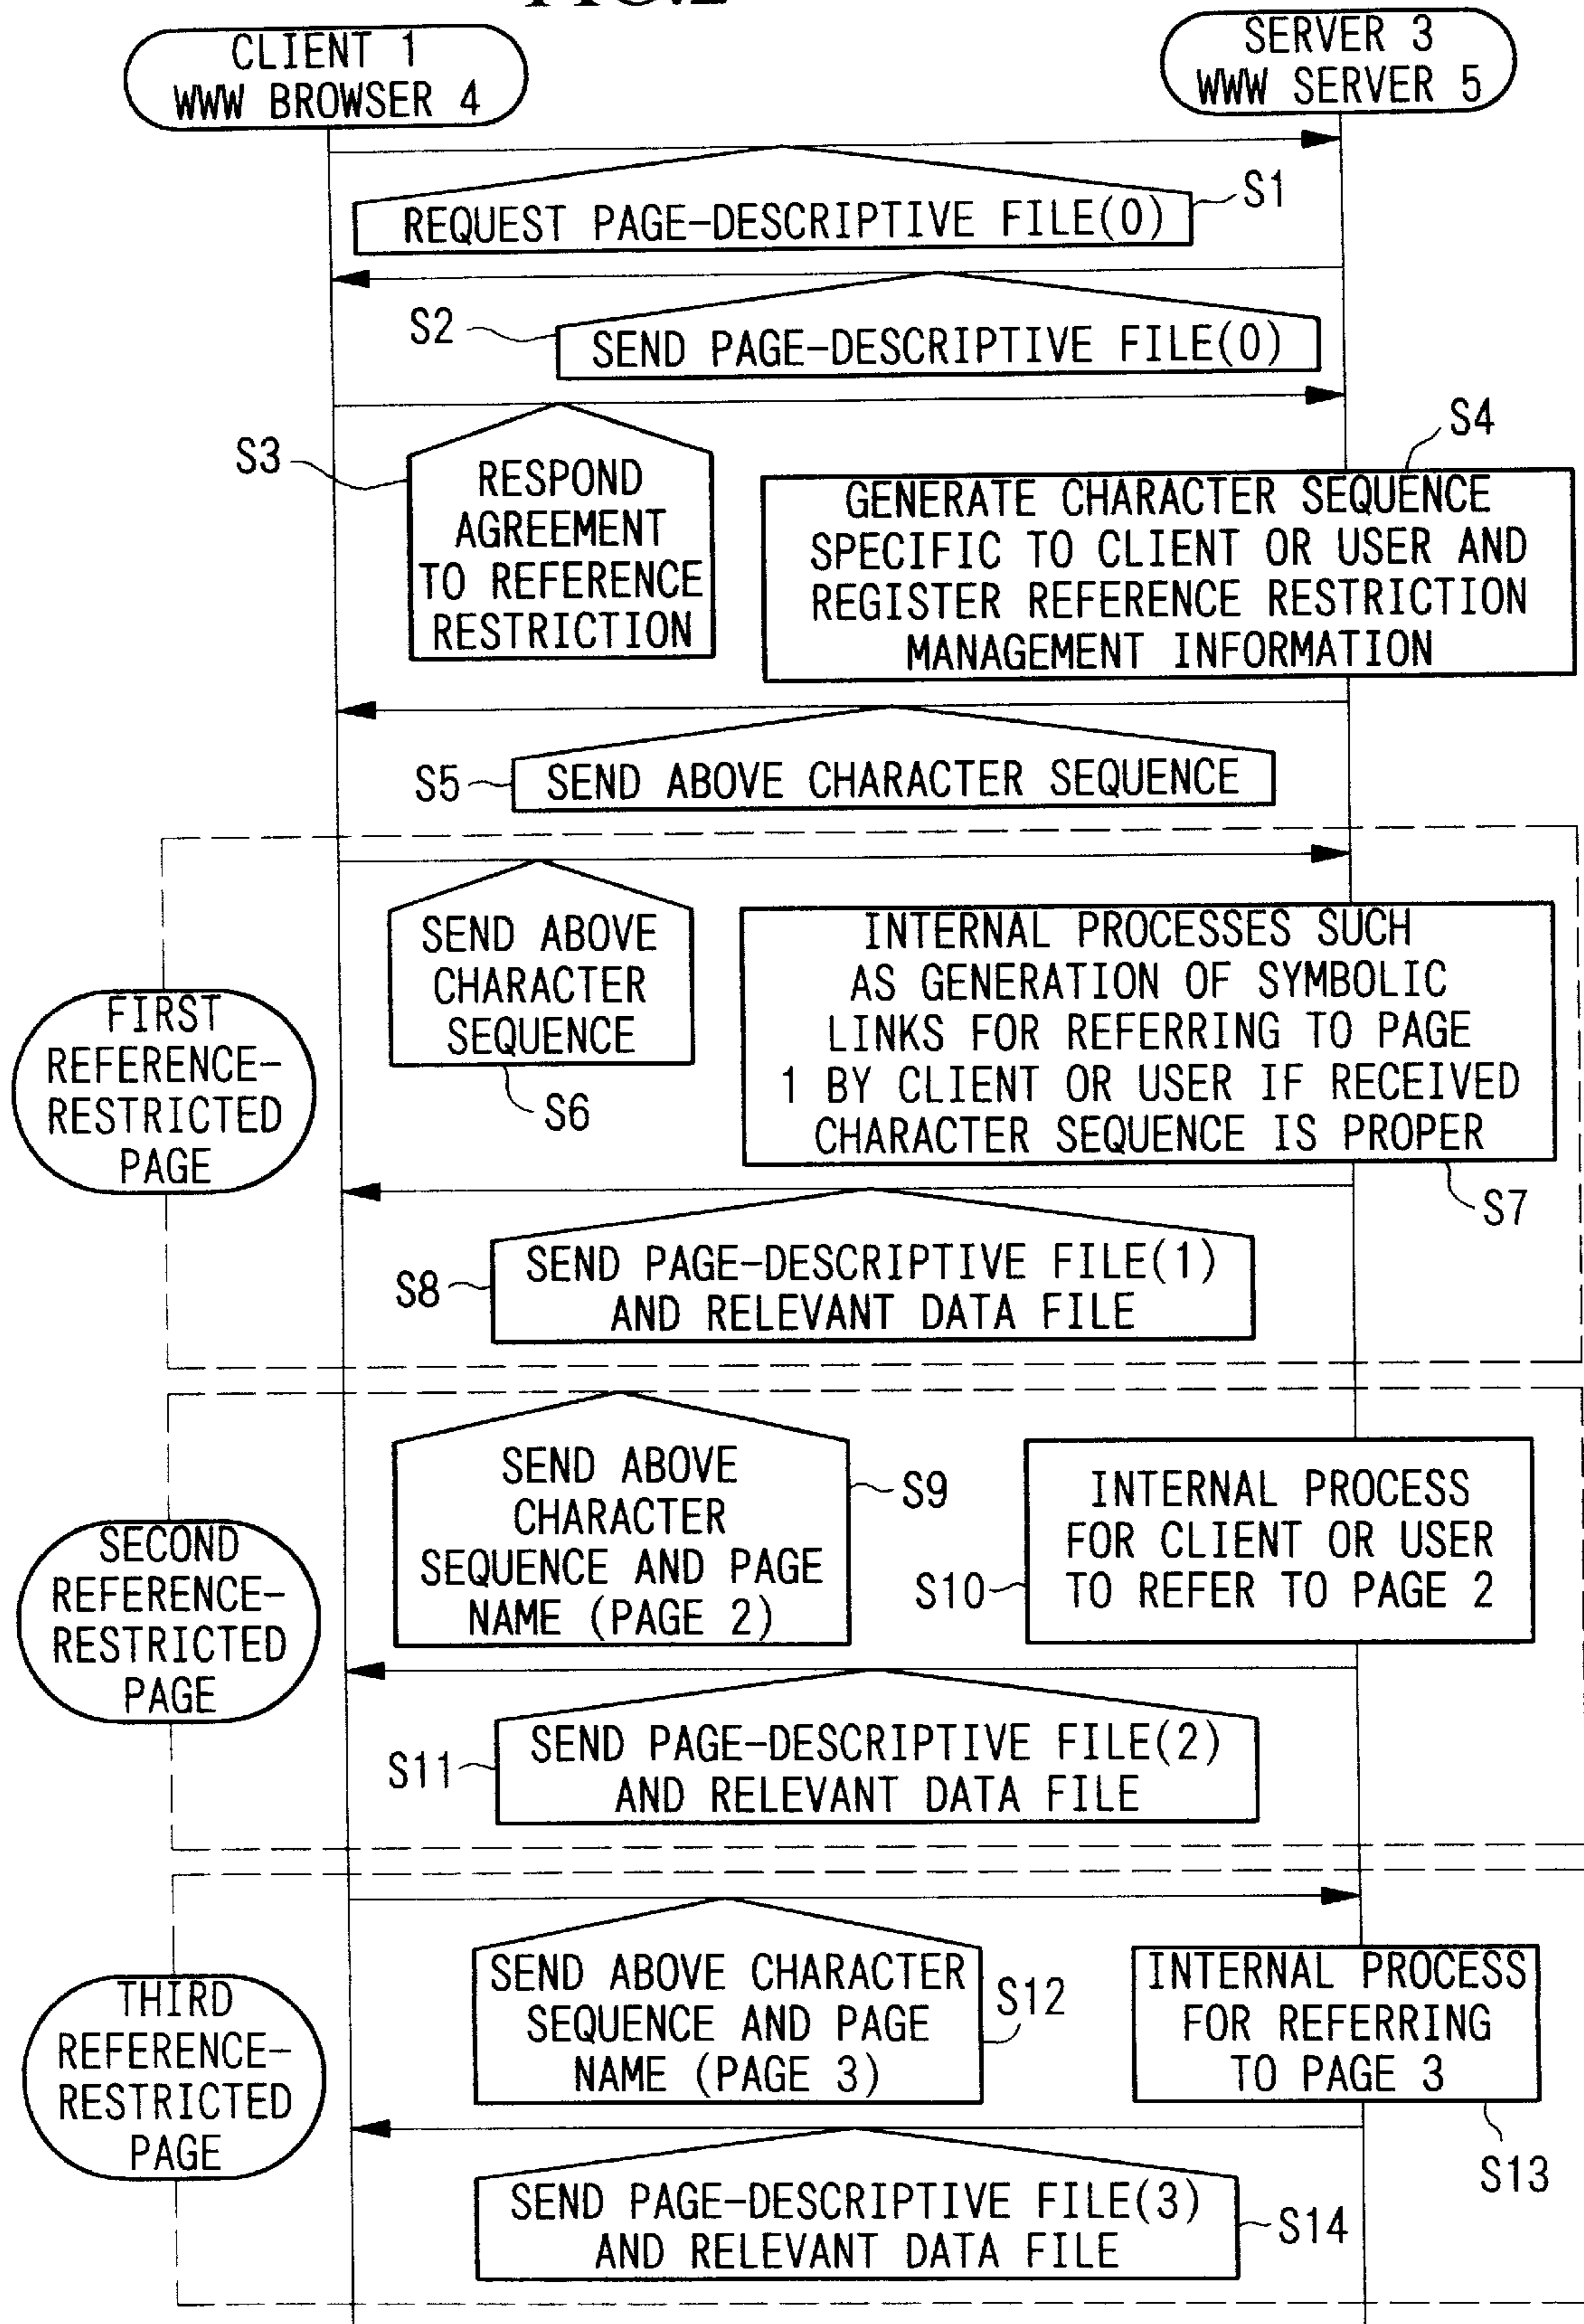 CLIENT 1
WWW BROWSER 4
SERVER 3
WWW SERVER 5
S1
REQUEST PAGE-DESCRIPTIVE FILE(0)
S2
SEND PAGE-DESCRIPTIVE FILE(0)
S3
RESPOND
AGREEMENT
TO REFERENCE
RESTRICTION
S4
GENERATE CHARACTER SEQUENCE
SPECIFIC TO CLIENT OR USER AND
REGISTER REFERENCE RESTRICTION
MANAGEMENT INFORMATION
S5
SEND ABOVE CHARACTER SEQUENCE
FIRST
REFERENCE-
RESTRICTED
PAGE
SEND ABOVE
CHARACTER
SEQUENCE
S6
INTERNAL PROCESSES SUCH
AS GENERATION OF SYMBOLIC
LINKS FOR REFERRING TO PAGE
1 BY CLIENT OR USER IF RECEIVED
CHARACTER SEQUENCE IS PROPER
S7
S8
SEND PAGE-DESCRIPTIVE FILE(1)
AND RELEVANT DATA FILE
SECOND
REFERENCE-
RESTRICTED
PAGE
SEND ABOVE
CHARACTER
SEQUENCE AND PAGE
NAME (PAGE 2)
S9
S10
INTERNAL PROCESS
FOR CLIENT OR USER
TO REFER TO PAGE 2
S11
SEND PAGE-DESCRIPTIVE FILE(2)
AND RELEVANT DATA FILE
THIRD
REFERENCE-
RESTRICTED
PAGE
SEND ABOVE CHARACTER
SEQUENCE AND PAGE
NAME (PAGE 3)
S12
INTERNAL PROCESS
FOR REFERRING
TO PAGE 3
S13
SEND PAGE-DESCRIPTIVE FILE(3)
AND RELEVANT DATA FILE
S14